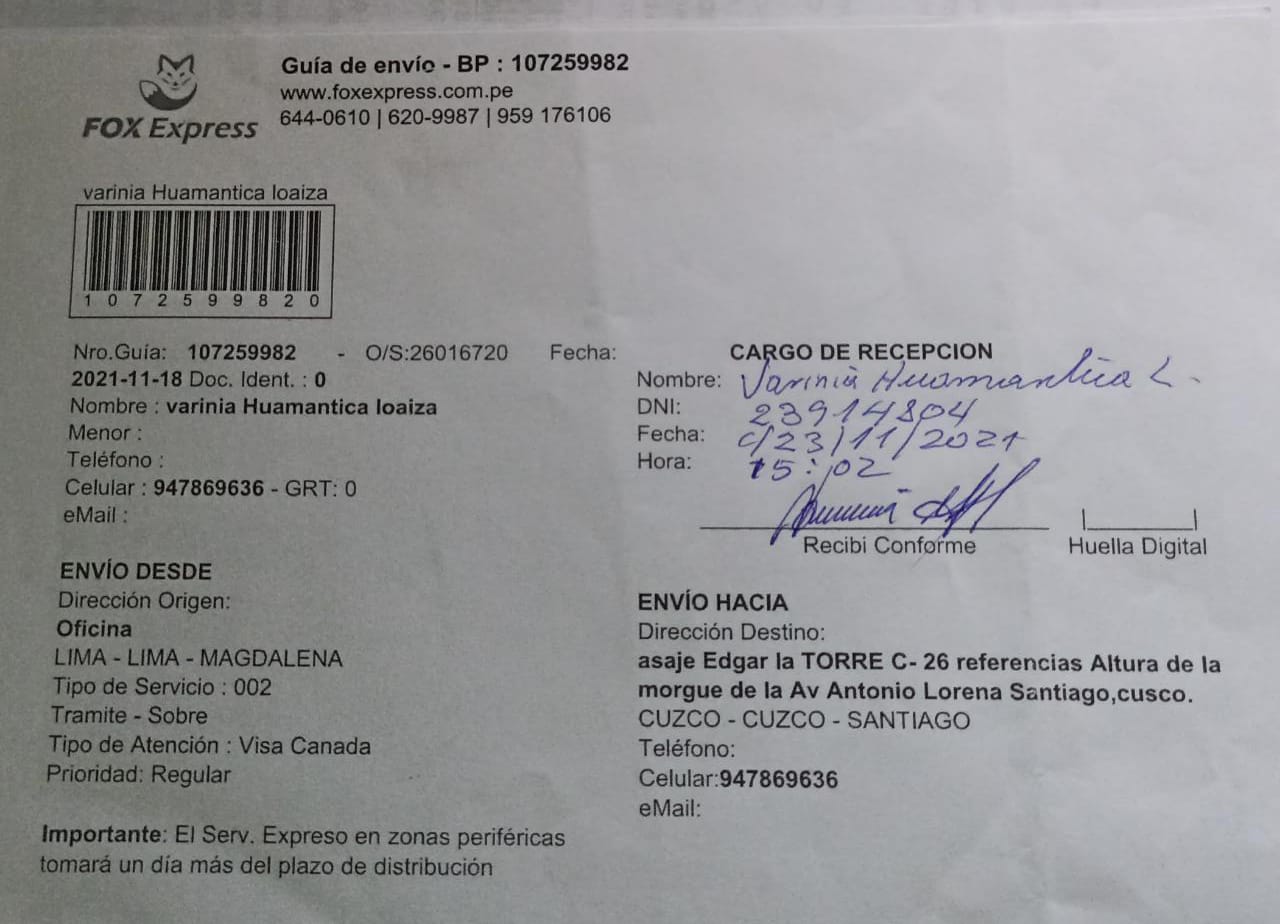 FOX Express
Guía de envío - BP : 107259982
www.foxexpress.com.pe
644-0610 | 620-9987 | 959 176106
varinia Huamantica loaiza
1 0 7 2 5 9 9 8 2 0
Nro.Guía: 107259982 - O/S:26016720 Fecha:
2021-11-18 Doc. Ident. : 0
Nombre : varinia Huamantica loaiza
Menor :
Teléfono :
Celular : 947869636 - GRT: 0
eMail :
CARGO DE RECEPCION
Nombre: Varinia Huamantica L.
DNI: 23914804
Fecha: 23/11/2021
Hora: 15:02
Recibi Conforme
Huella Digital
ENVÍO DESDE
Dirección Origen:
Oficina
LIMA - LIMA - MAGDALENA
Tipo de Servicio : 002
Tramite - Sobre
Tipo de Atención : Visa Canada
Prioridad: Regular
ENVÍO HACIA
Dirección Destino:
asaje Edgar la TORRE C- 26 referencias Altura de la
morgue de la Av Antonio Lorena Santiago,cusco.
CUZCO - CUZCO - SANTIAGO
Teléfono:
Celular:947869636
eMail:
Importante: El Serv. Expreso en zonas periféricas
tomará un día más del plazo de distribución